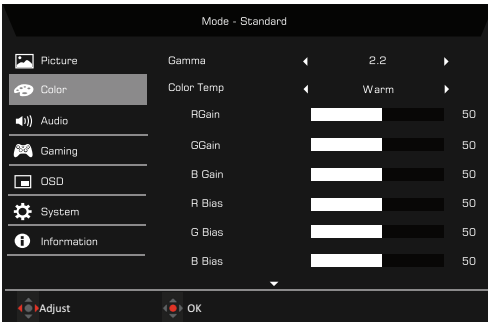 Mode - Standard
Picture
Gamma 2.2
Color
Color Temp Warm
Audio
RGain 50
Gaming
GGain 50
OSD
B Gain 50
System
R Bias 50
Information
G Bias 50
B Bias 50
Adjust OK